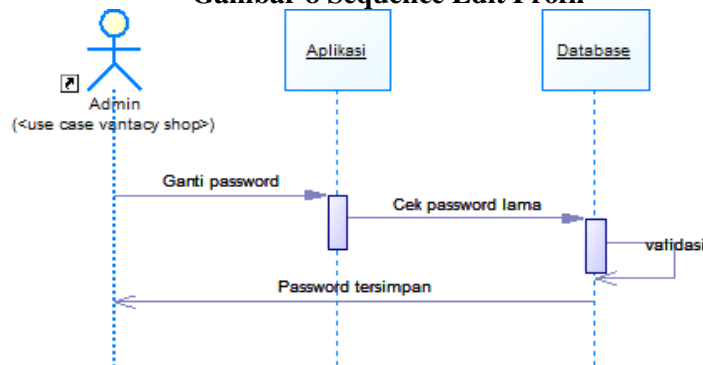 Gambar 8 Sequence Edit Profil
Aplikasi
Database
Admin
(<use case vantacy shop>)
Ganti password
Cek password lama
validasi
Password tersimpan